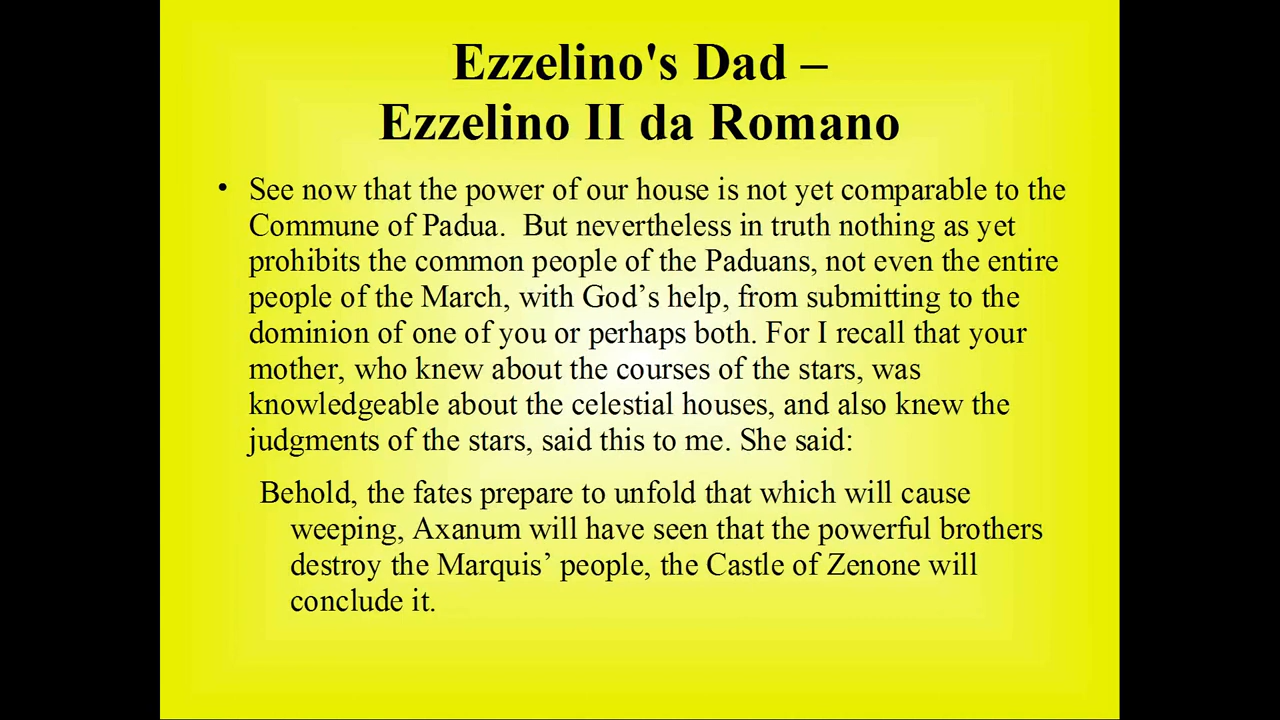 Ezzelino's Dad –
Ezzelino II da Romano
• See now that the power of our house is not yet comparable to the
Commune of Padua.  But nevertheless in truth nothing as yet
prohibits the common people of the Paduans, not even the entire
people of the March, with God’s help, from submitting to the
dominion of one of you or perhaps both. For I recall that your
mother, who knew about the courses of the stars, was
knowledgeable about the celestial houses, and also knew the
judgments of the stars, said this to me. She said:
Behold, the fates prepare to unfold that which will cause
weeping, Axanum will have seen that the powerful brothers
destroy the Marquis’ people, the Castle of Zenone will
conclude it.